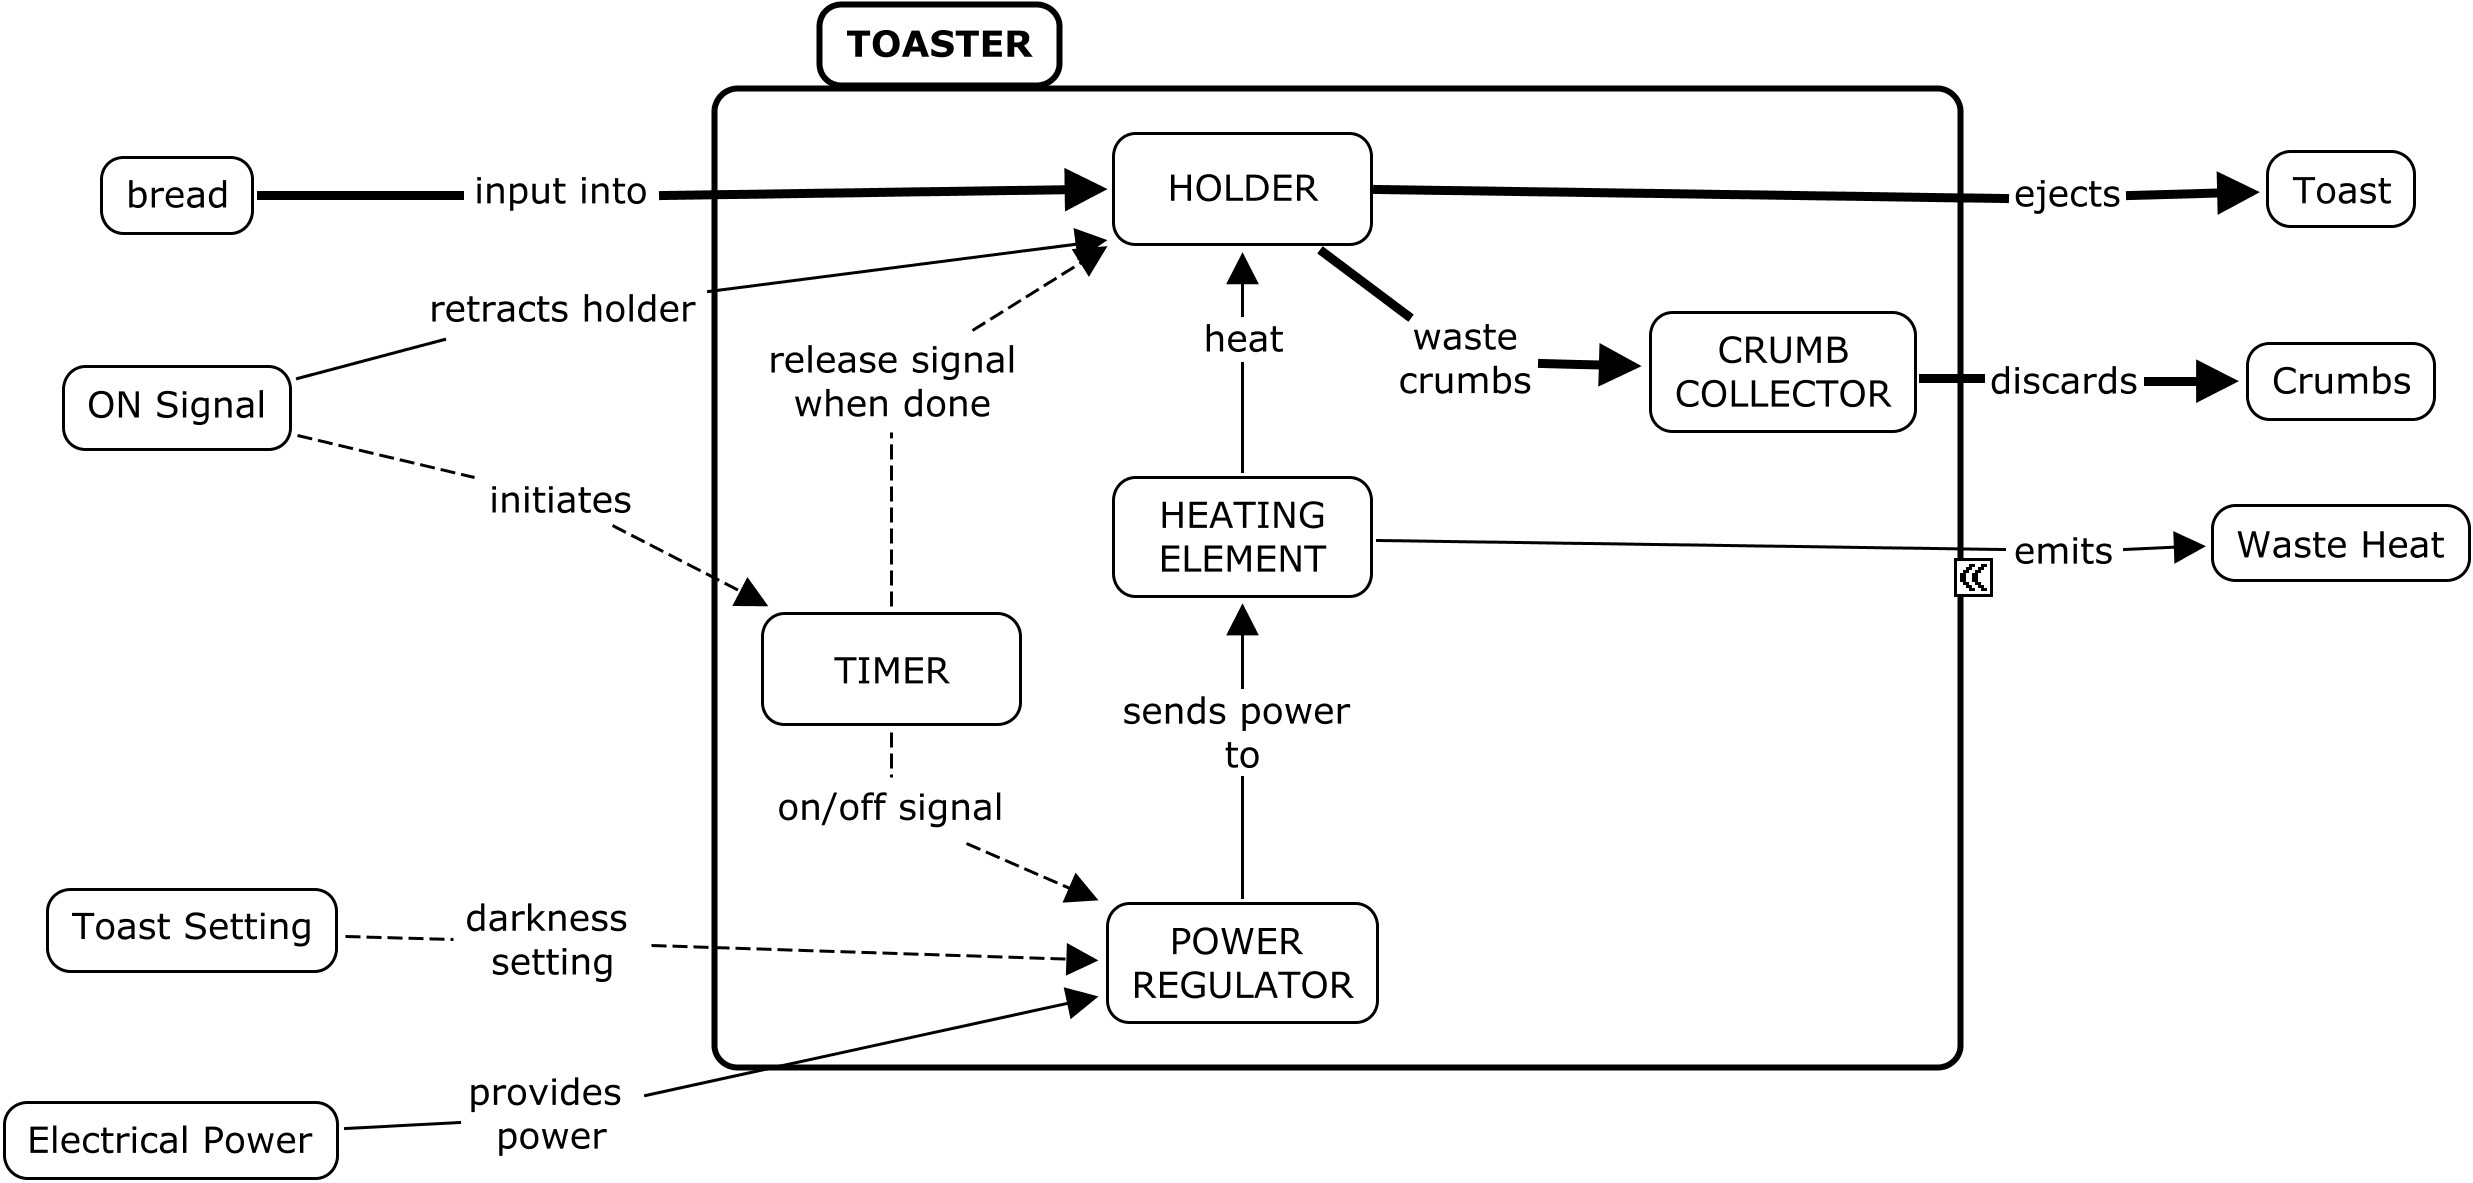 TOASTER
bread
input into
HOLDER
ejects
Toast
retracts holder
ON Signal
release signal
when done
heat
waste
crumbs
CRUMB
COLLECTOR
discards
Crumbs
initiates
HEATING
ELEMENT
emits
Waste Heat
TIMER
sends power
to
on/off signal
Toast Setting
darkness
setting
POWER
REGULATOR
Electrical Power
provides
power